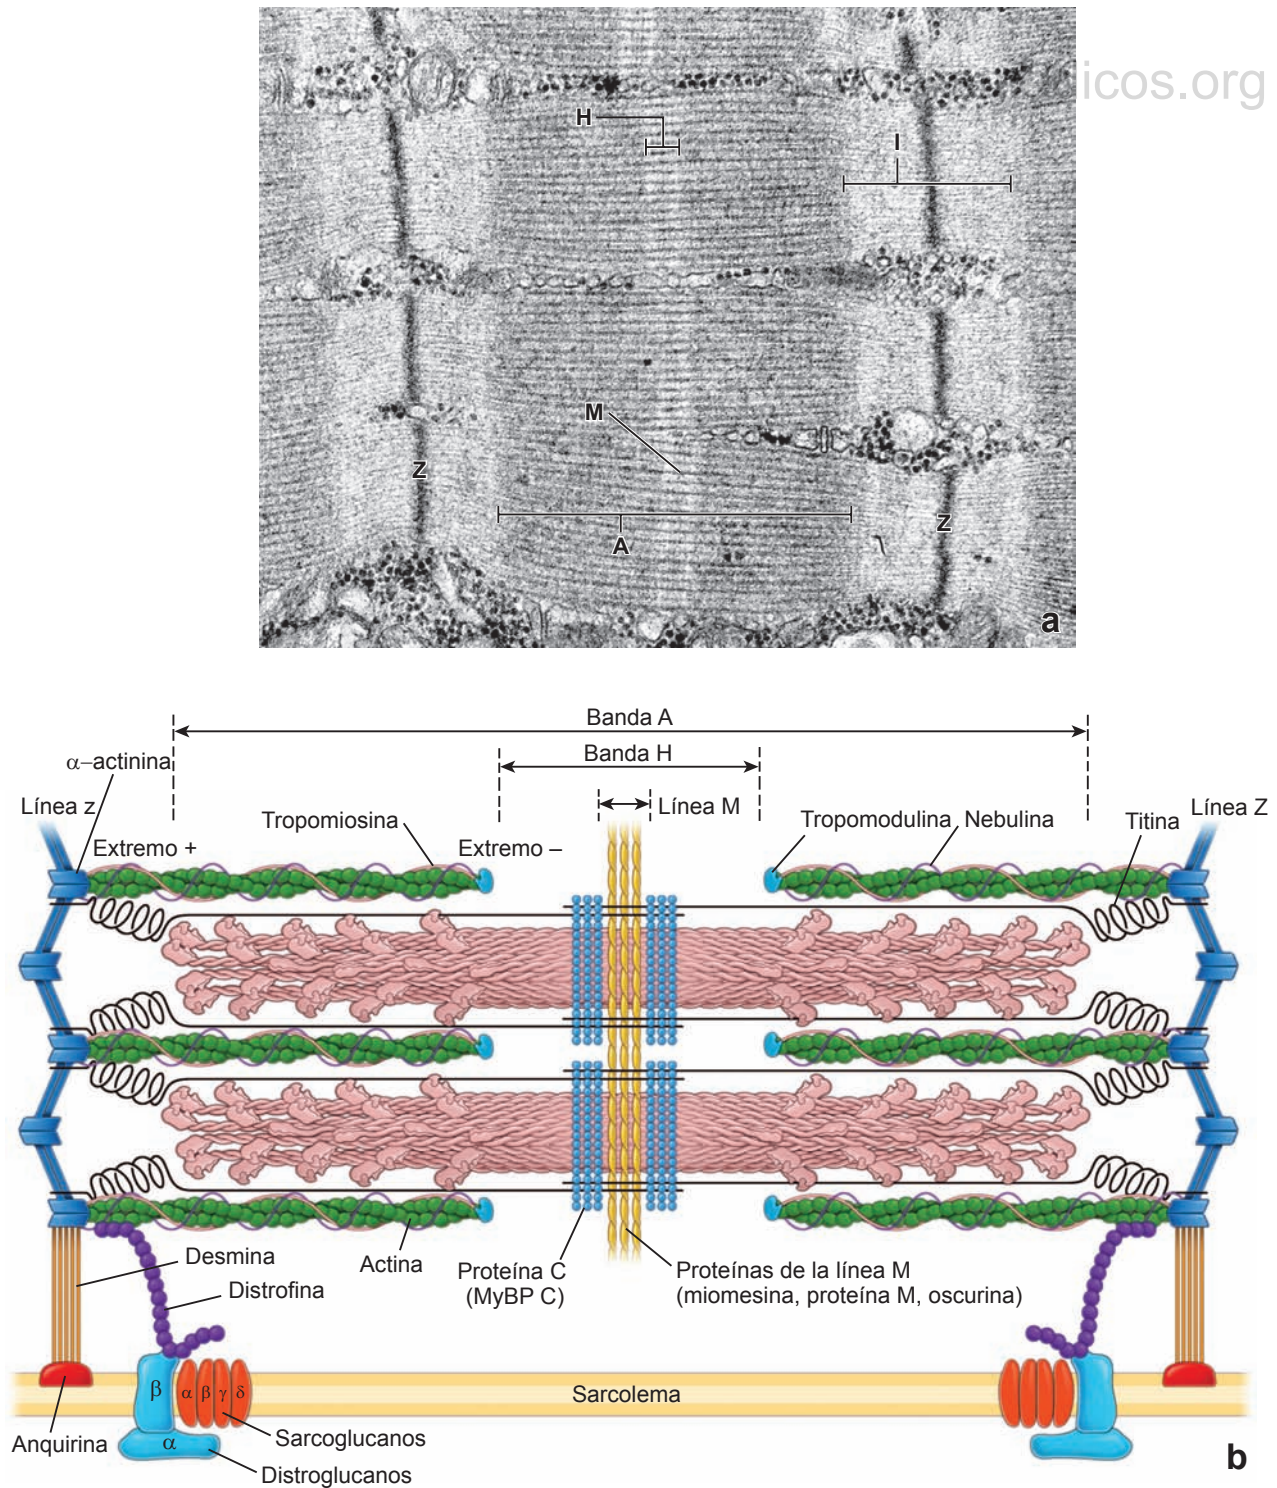 icos.org
H
I
M
Z
Z
A
a
Banda A
Banda H
α–actinina
Línea z
Línea M
Línea Z
Tropomiosina
Tropomodulina
Nebulina
Titina
Extremo +
Extremo –
Desmina
Actina
Distrofina
Proteína C
(MyBP C)
Proteínas de la línea M
(miomesina, proteína M, oscurina)
β
α β γ δ
Sarcolema
Anquirina
α
Sarcoglucanos
Distroglucanos
b